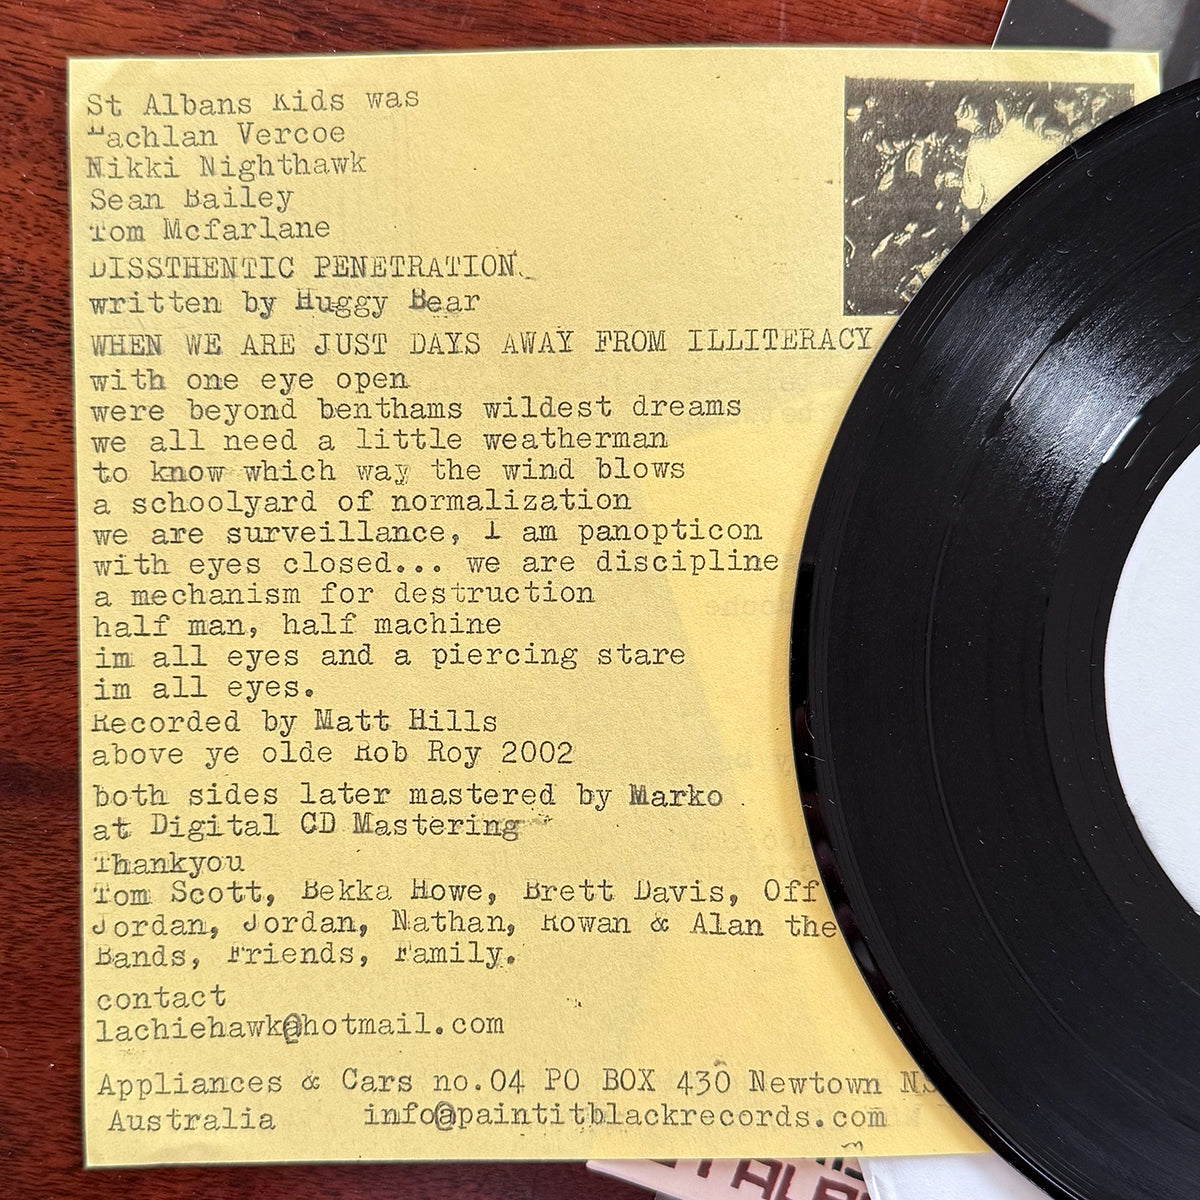 St Albans Kids was
Lachlan Vercoe
Nikki Nighthawk
Sean Bailey
Tom Mcfarlane
DISSTHENTIC PENETRATION.
written by Huggy Bear
WHEN WE ARE JUST DAYS AWAY FROM ILLITERACY
with one eye open
were beyond benthams wildest dreams
we all need a little weatherman
to know which way the wind blows
a schoolyard of normalization
we are surveillance, I am panopticon
with eyes closed... we are discipline
a mechanism for destruction
half man, half machine
im all eyes and a piercing stare
im all eyes.
Recorded by Matt Hills
above ye olde Rob Roy 2002
both sides later mastered by Marko
at Digital CD Mastering
Thankyou
Tom Scott, Bekka Howe, Brett Davis, Off
Jordan, Jordan, Nathan, Rowan & Alan the
Bands, Friends, Family.
contact
lachiehawk@hotmail.com
Appliances & Cars no.04 PO BOX 430 Newtown NS
Australia info@paintitblackrecords.com